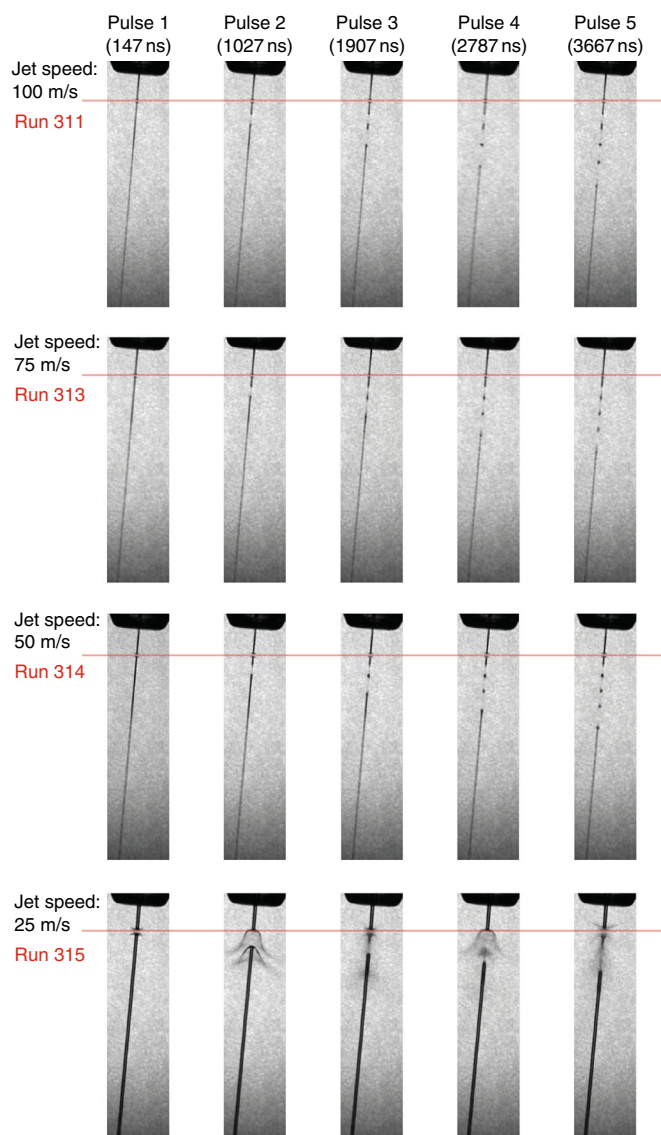 Pulse 1 Pulse 2 Pulse 3 Pulse 4 Pulse 5
(147 ns) (1027 ns) (1907 ns) (2787 ns) (3667 ns)
Jet speed:
100 m/s
Run 311
Jet speed:
75 m/s
Run 313
Jet speed:
50 m/s
Run 314
Jet speed:
25 m/s
Run 315